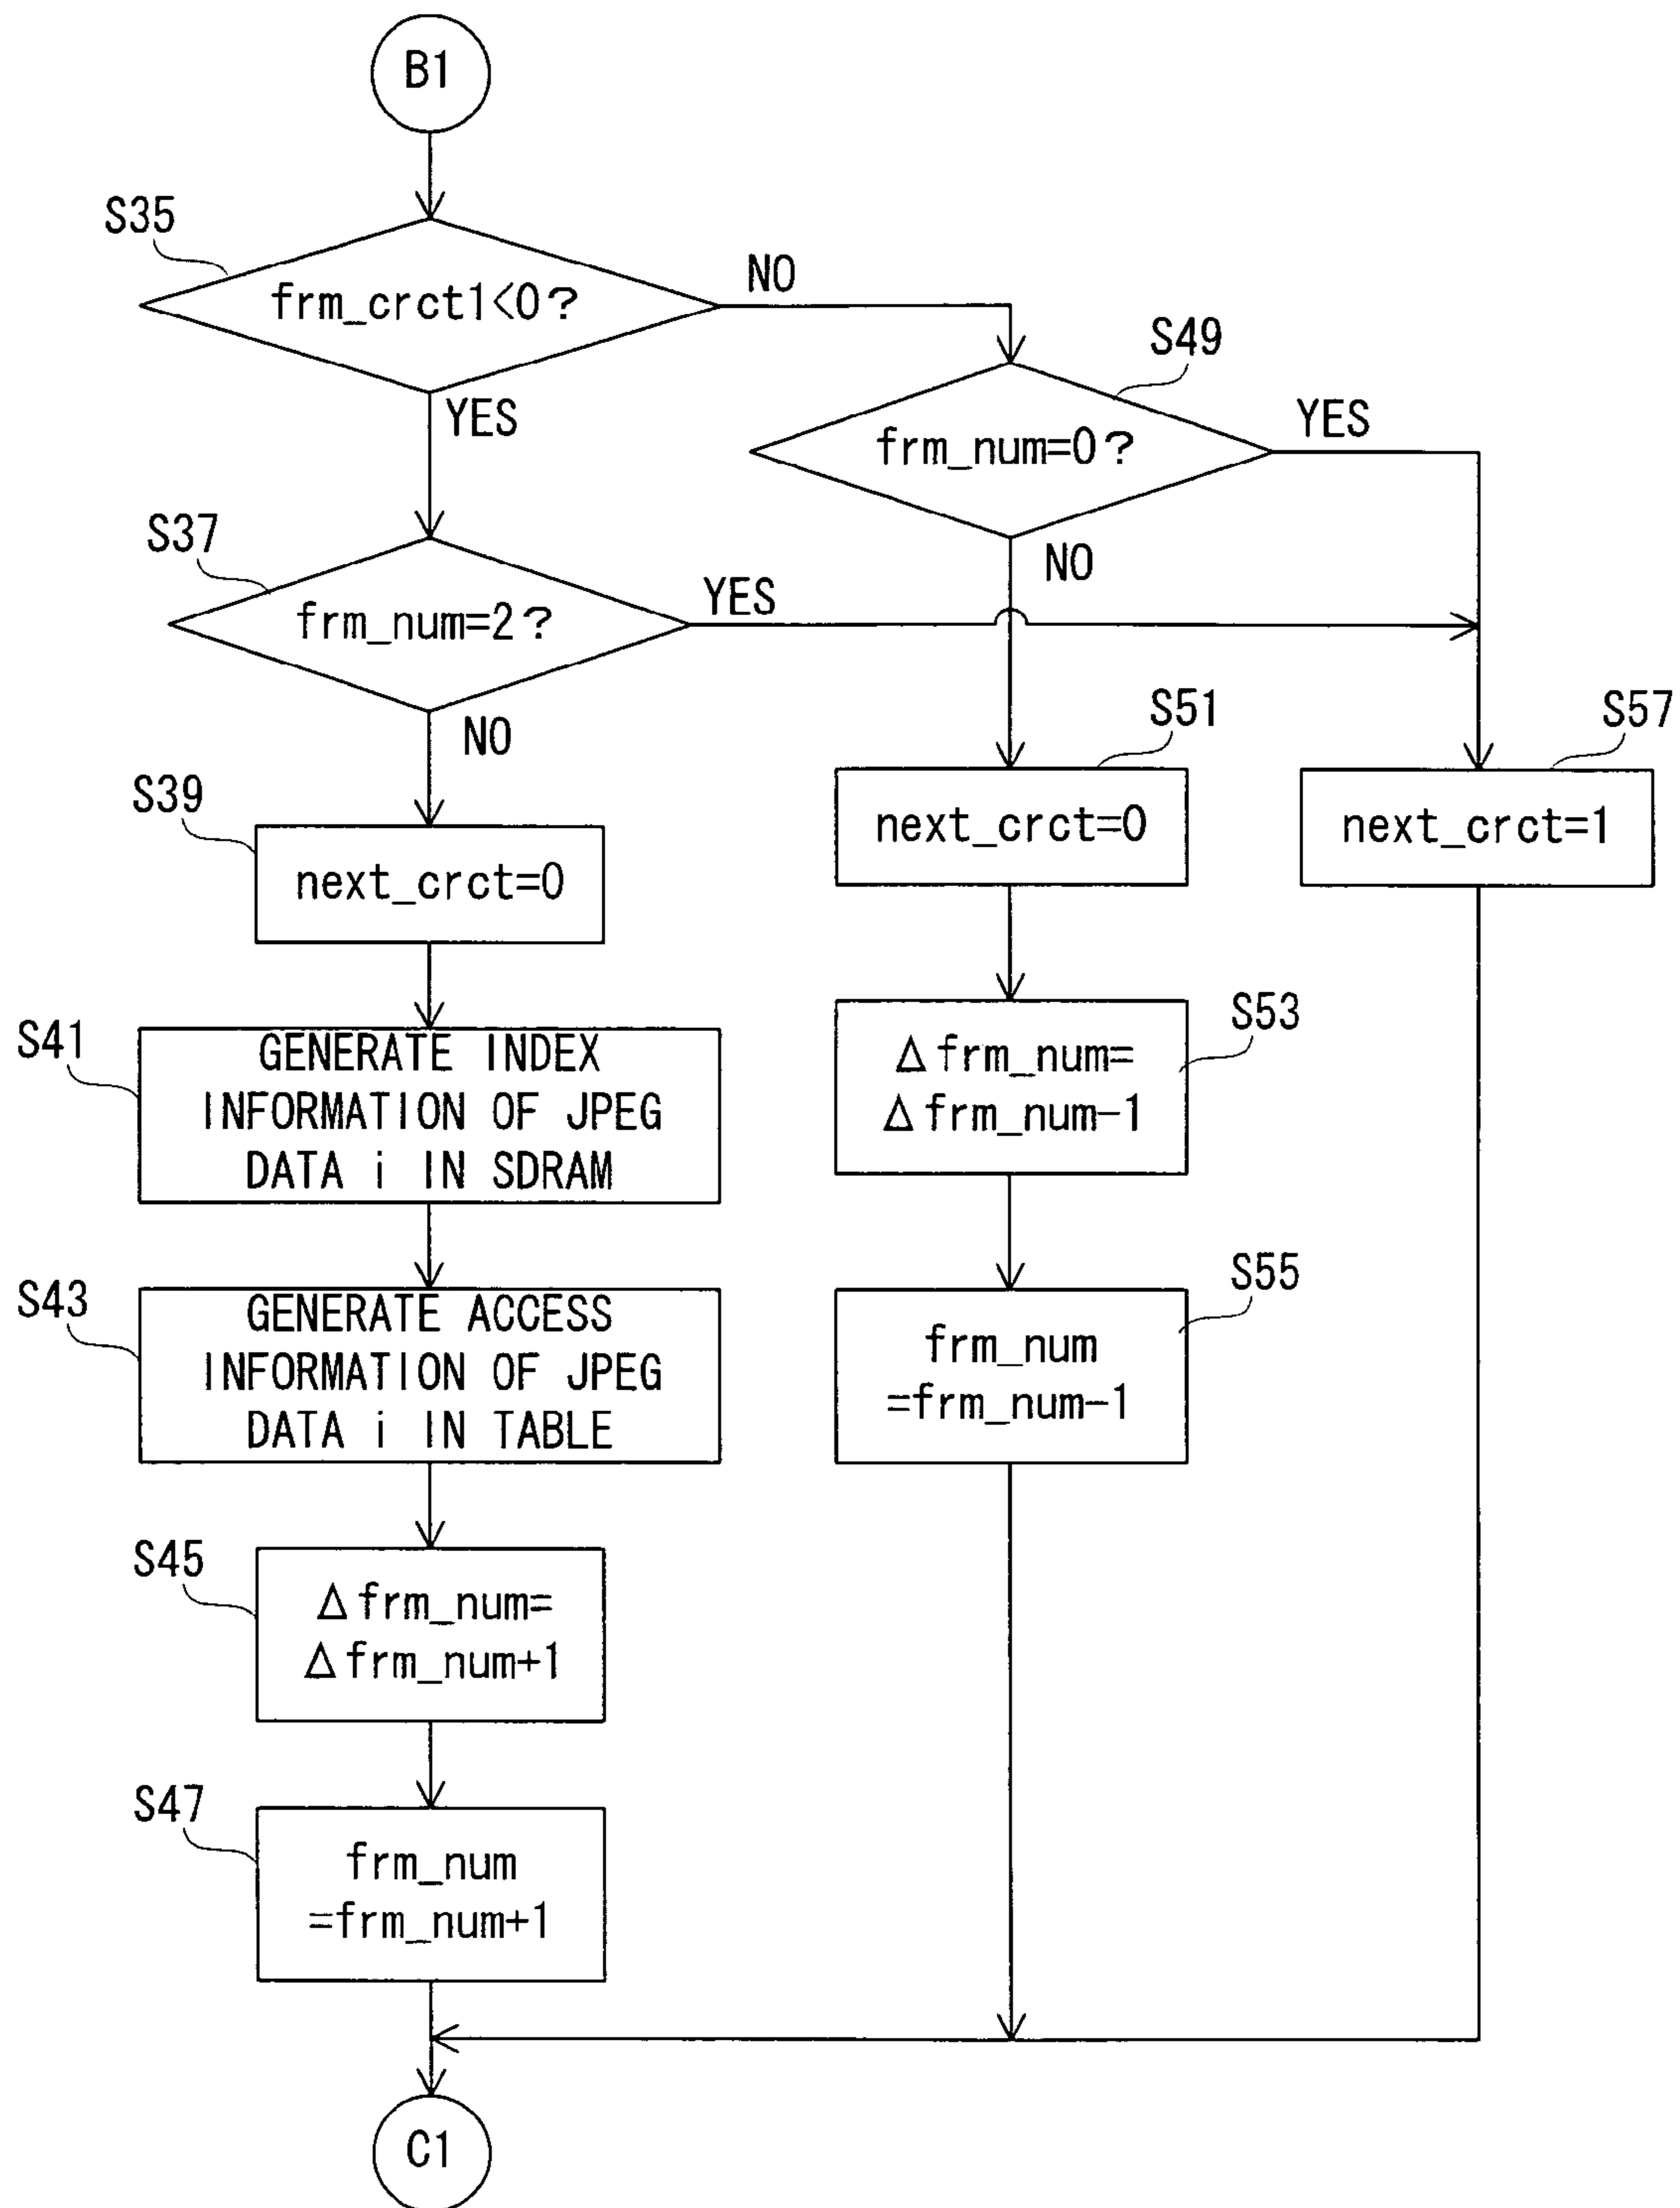 B1
S35
frm_crct1<0?
NO
YES
S49
frm_num=0?
YES
NO
S37
frm_num=2?
YES
NO
S39
next_crct=0
S51
next_crct=0
S57
next_crct=1
S41
GENERATE INDEX
INFORMATION OF JPEG
DATA i IN SDRAM
S53
Δfrm_num=
Δfrm_num-1
S43
GENERATE ACCESS
INFORMATION OF JPEG
DATA i IN TABLE
S55
frm_num
=frm_num-1
S45
Δfrm_num=
Δfrm_num+1
S47
frm_num
=frm_num+1
C1